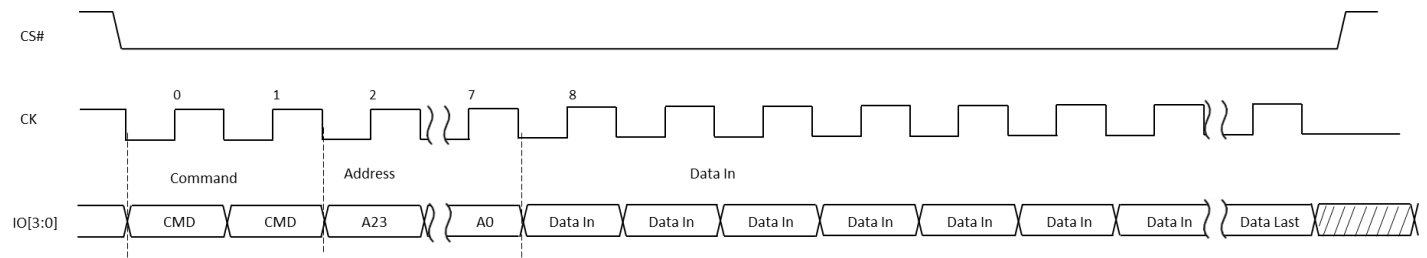 CS#
0 1 2 7 8
CK
Command Address Data In
IO[3:0] CMD CMD A23 A0 Data In Data In Data In Data In Data In Data In Data In Data Last